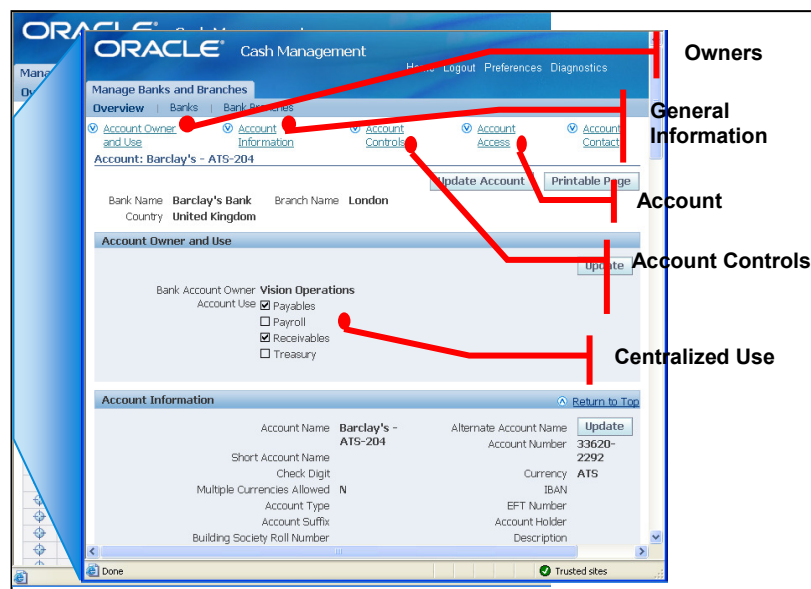 ORACLE
Mana
ORACLE Cash Management
Home Logout Preferences Diagnostics
Manage Banks and Branches
Overview | Banks | Bank Branches
Account Owner and Use
Account Information
Account Controls
Account Access
Account Contact
Account: Barclay's - ATS-204
Update Account
Printable Page
Bank Name Barclay's Bank Branch Name London
Country United Kingdom
Account Owner and Use
Update
Bank Account Owner Vision Operations
Account Use Payables
Payroll
Receivables
Treasury
Account Information
Return to Top
Account Name Barclay's - ATS-204
Alternate Account Name
Update
Account Number 33620-2292
Short Account Name
Check Digit
Currency ATS
Multiple Currencies Allowed N
IBAN
Account Type
EFT Number
Account Suffix
Account Holder
Building Society Roll Number
Description
Done
Trusted sites
Owners
General Information
Account
Account Controls
Centralized Use